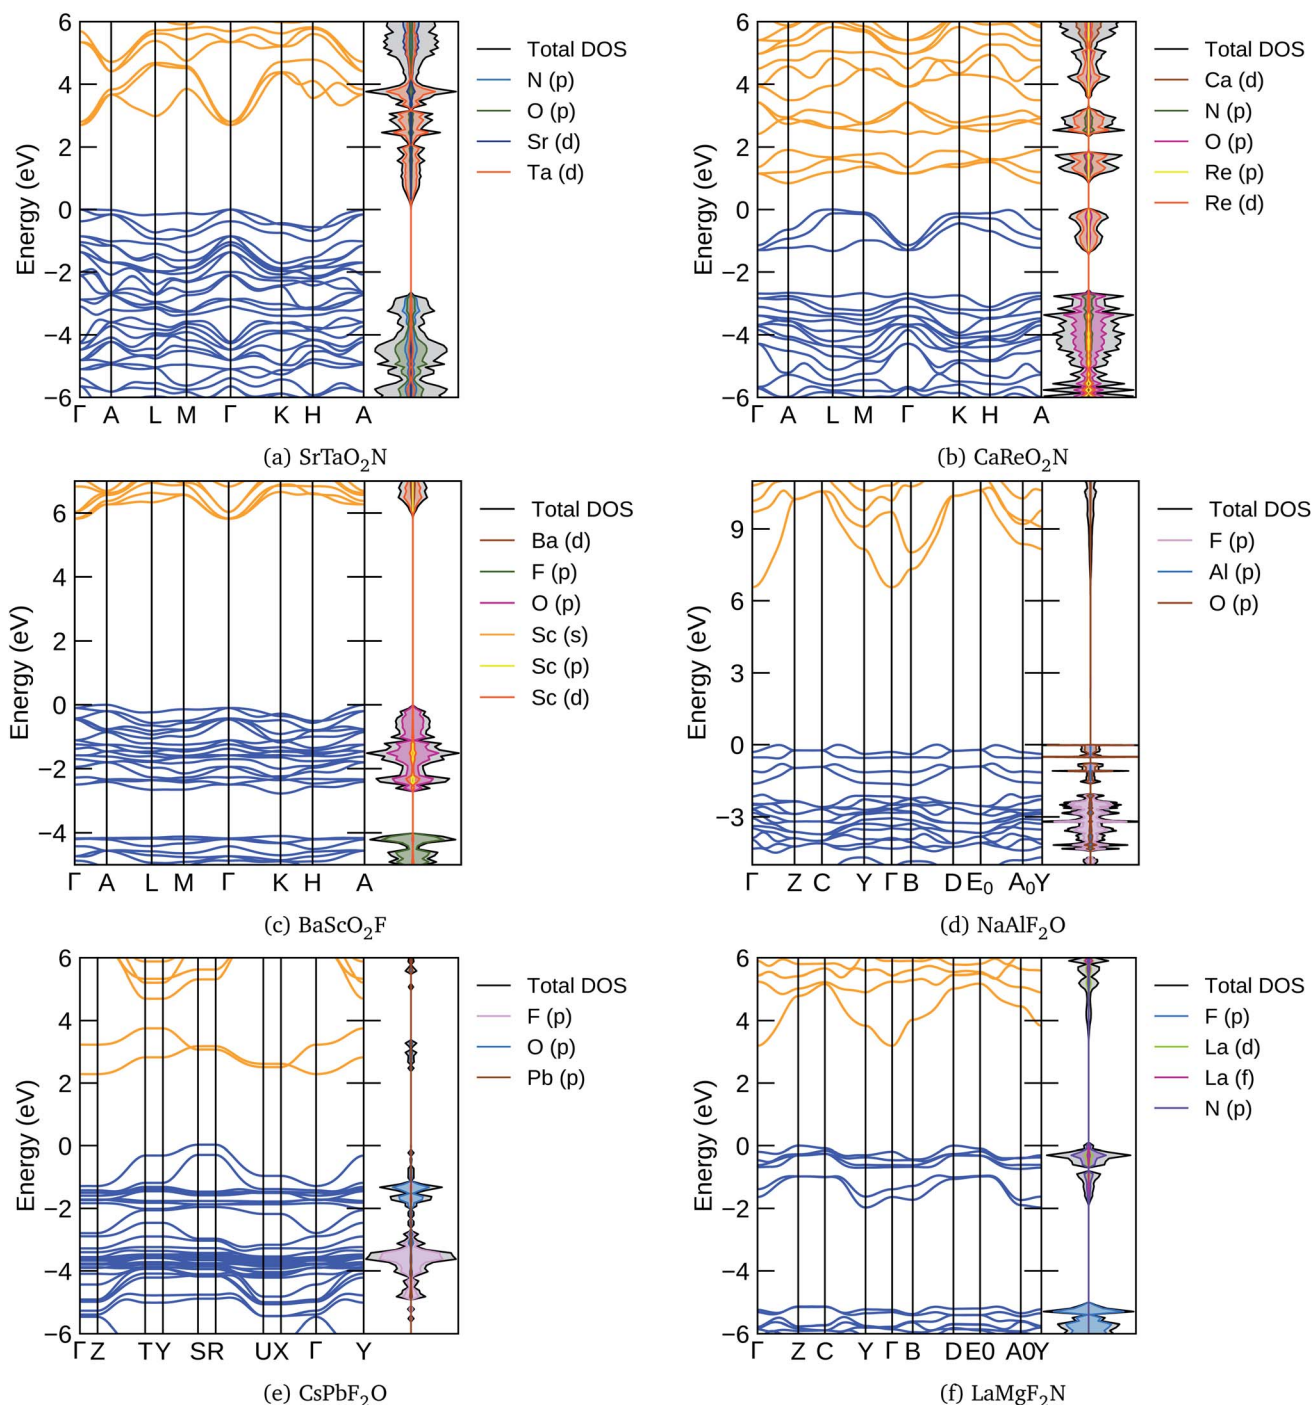 6
4
2
0
−2
−4
−6
Energy (eV)
Γ A L M Γ K H A
Total DOS
N (p)
O (p)
Sr (d)
Ta (d)
(a) SrTaO₂N
6
4
2
0
−2
−4
−6
Energy (eV)
Γ A L M Γ K H A
Total DOS
Ca (d)
N (p)
O (p)
Re (p)
Re (d)
(b) CaReO₂N
6
4
2
0
−2
−4
Energy (eV)
Γ A L M Γ K H A
Total DOS
Ba (d)
F (p)
O (p)
Sc (s)
Sc (p)
Sc (d)
(c) BaScO₂F
9
6
3
0
−3
Energy (eV)
Γ Z C Y Γ B D E₀ A₀ Y
Total DOS
F (p)
Al (p)
O (p)
(d) NaAlF₂O
6
4
2
0
−2
−4
−6
Energy (eV)
Γ Z T Y S R U X Γ Y
Total DOS
F (p)
O (p)
Pb (p)
(e) CsPbF₂O
6
4
2
0
−2
−4
−6
Energy (eV)
Γ Z C Y Γ B D E0 A0 Y
Total DOS
F (p)
La (d)
La (f)
N (p)
(f) LaMgF₂N